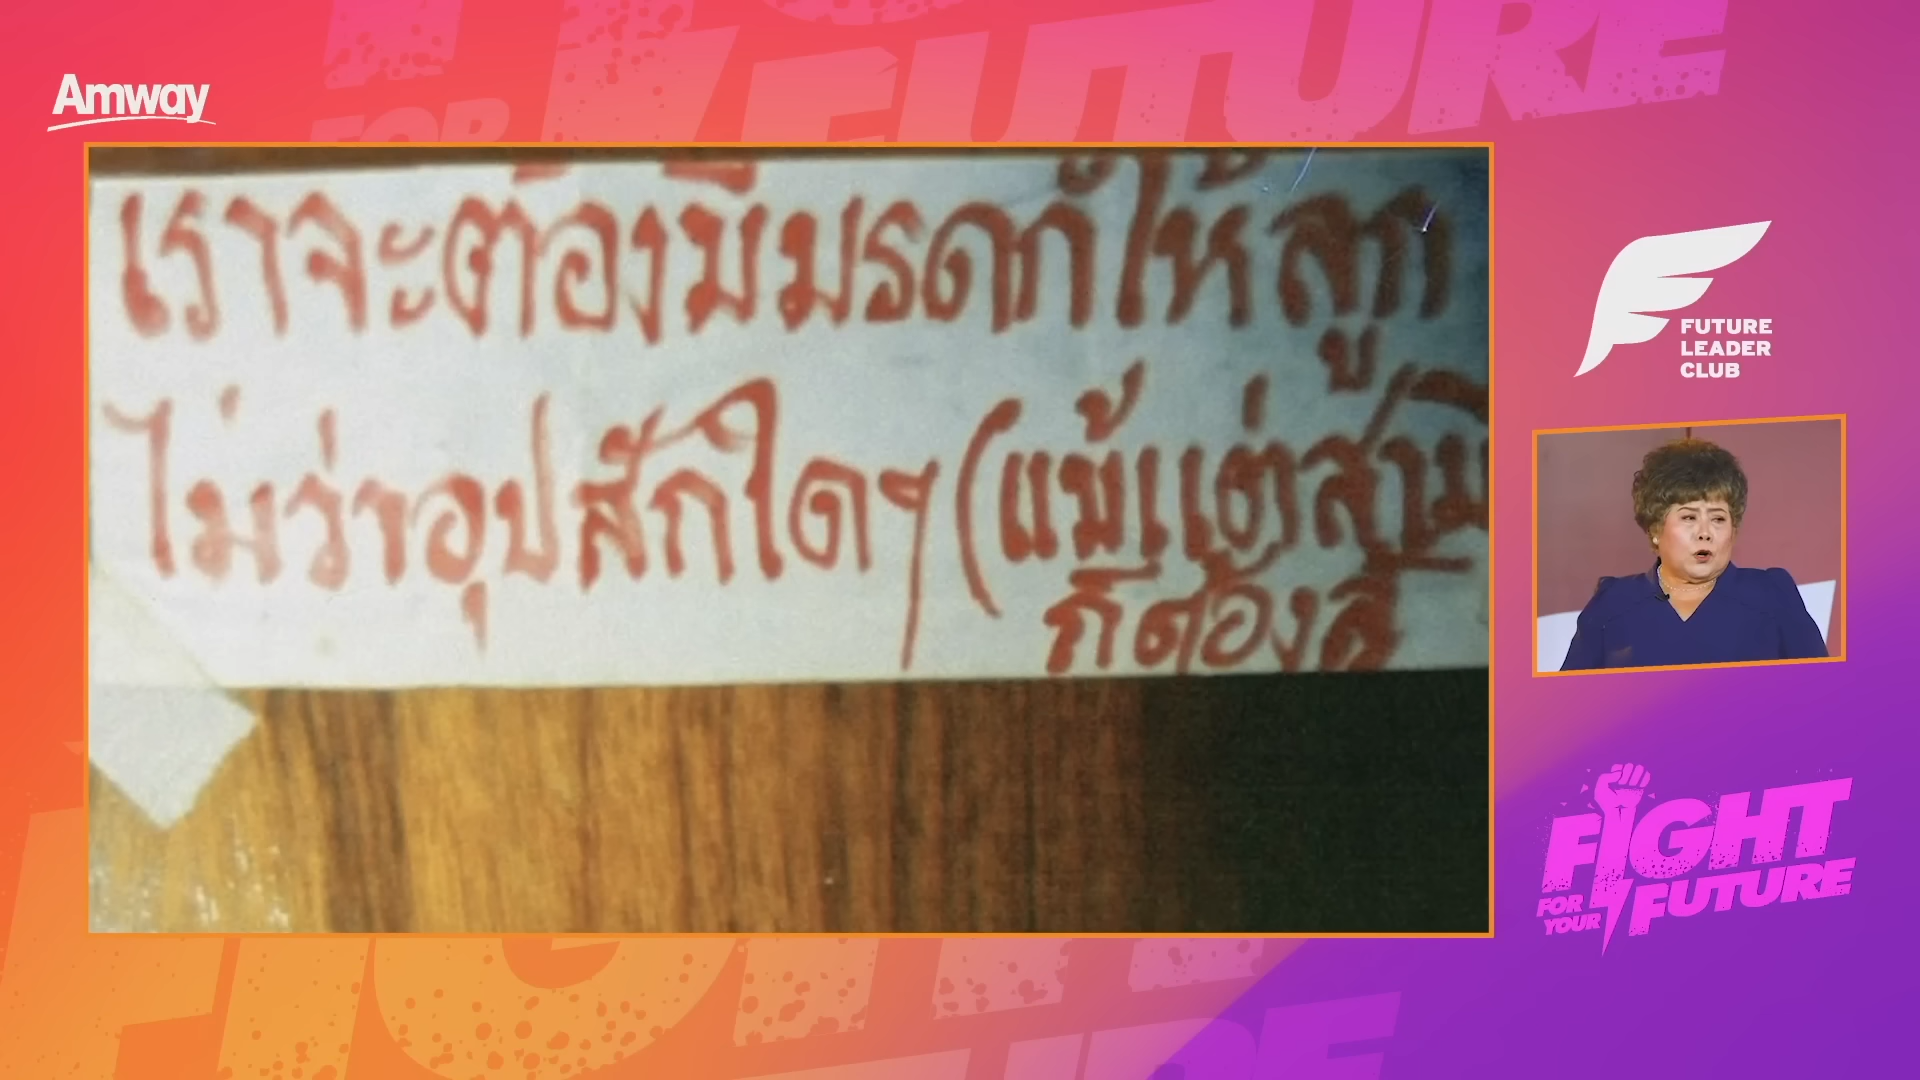 Amway
เราจะต้องมีมรดกให้ลูก
ไม่ว่าอุปสักใดๆ (แม้แต่สามี
ก็ต้องสู้
FUTURE
LEADER
CLUB
FIGHT
FOR
YOUR
FUTURE